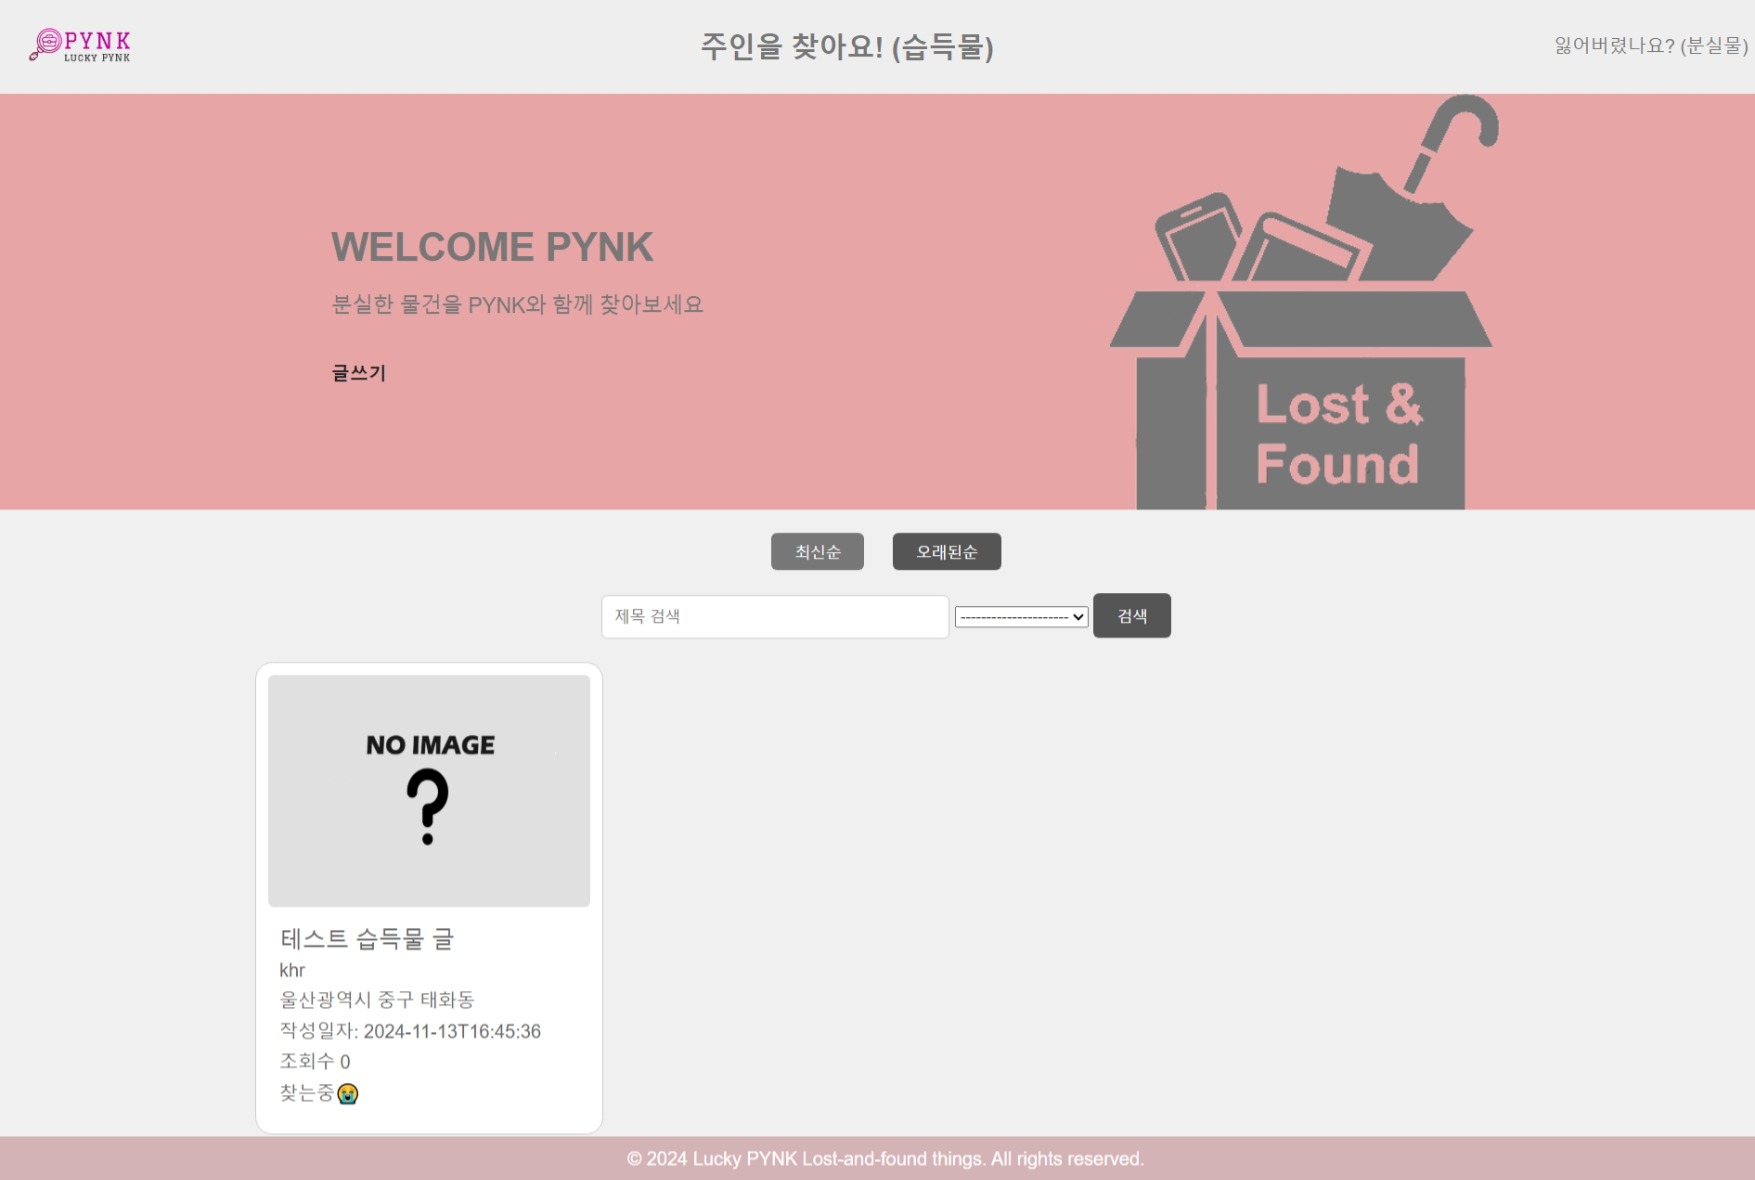 PYNK
LUCKY PYNK
주인을 찾아요! (습득물)
잃어버렸나요? (분실물)
WELCOME PYNK
분실한 물건을 PYNK와 함께 찾아보세요
글쓰기
Lost &
Found
최신순
오래된순
제목 검색
---------------------
검색
NO IMAGE
?
테스트 습득물 글
khr
울산광역시 중구 태화동
작성일자: 2024-11-13T16:45:36
조회수 0
찾는중😭
© 2024 Lucky PYNK Lost-and-found things. All rights reserved.